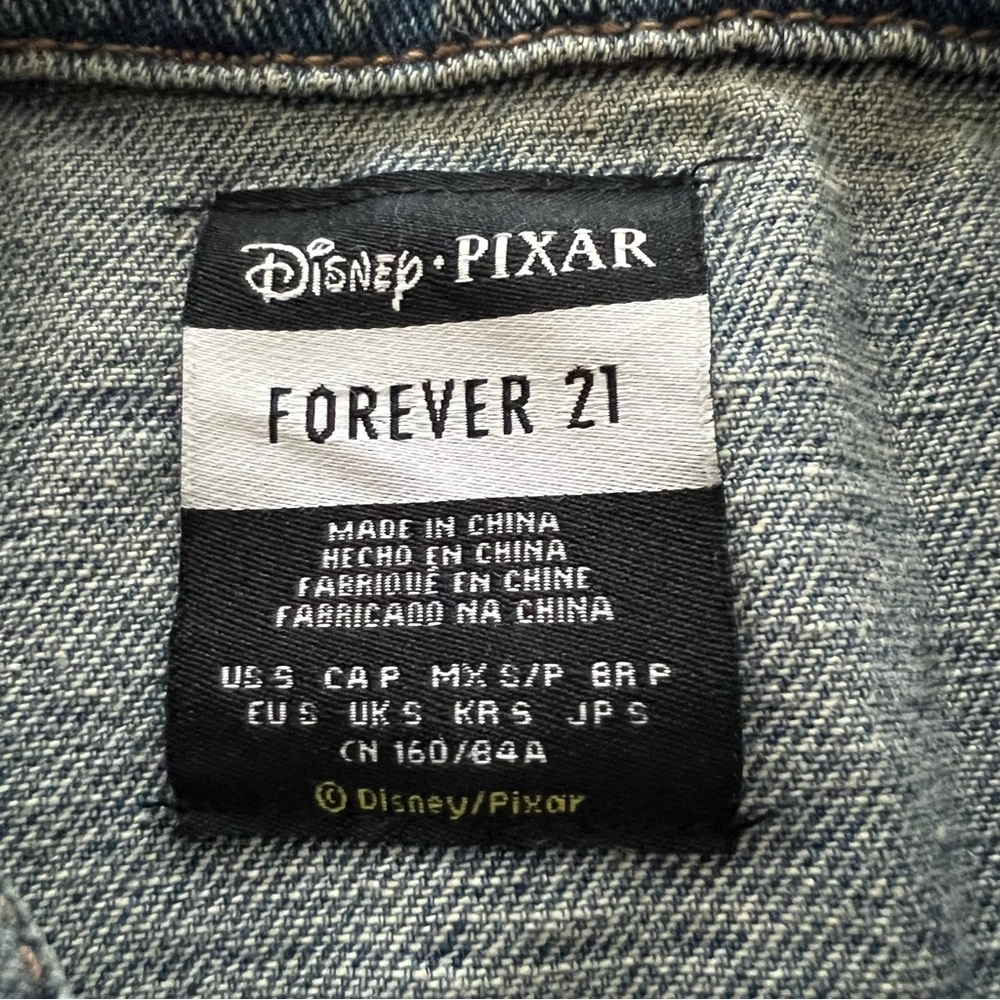 Disney · PIXAR
FOREVER 21
MADE IN CHINA
HECHO EN CHINA
FABRIQUÉ EN CHINE
FABRICADO NA CHINA
US S CA P MX S/P BR P
EU S UK S KR S JP S
CN 160/84A
© Disney/Pixar